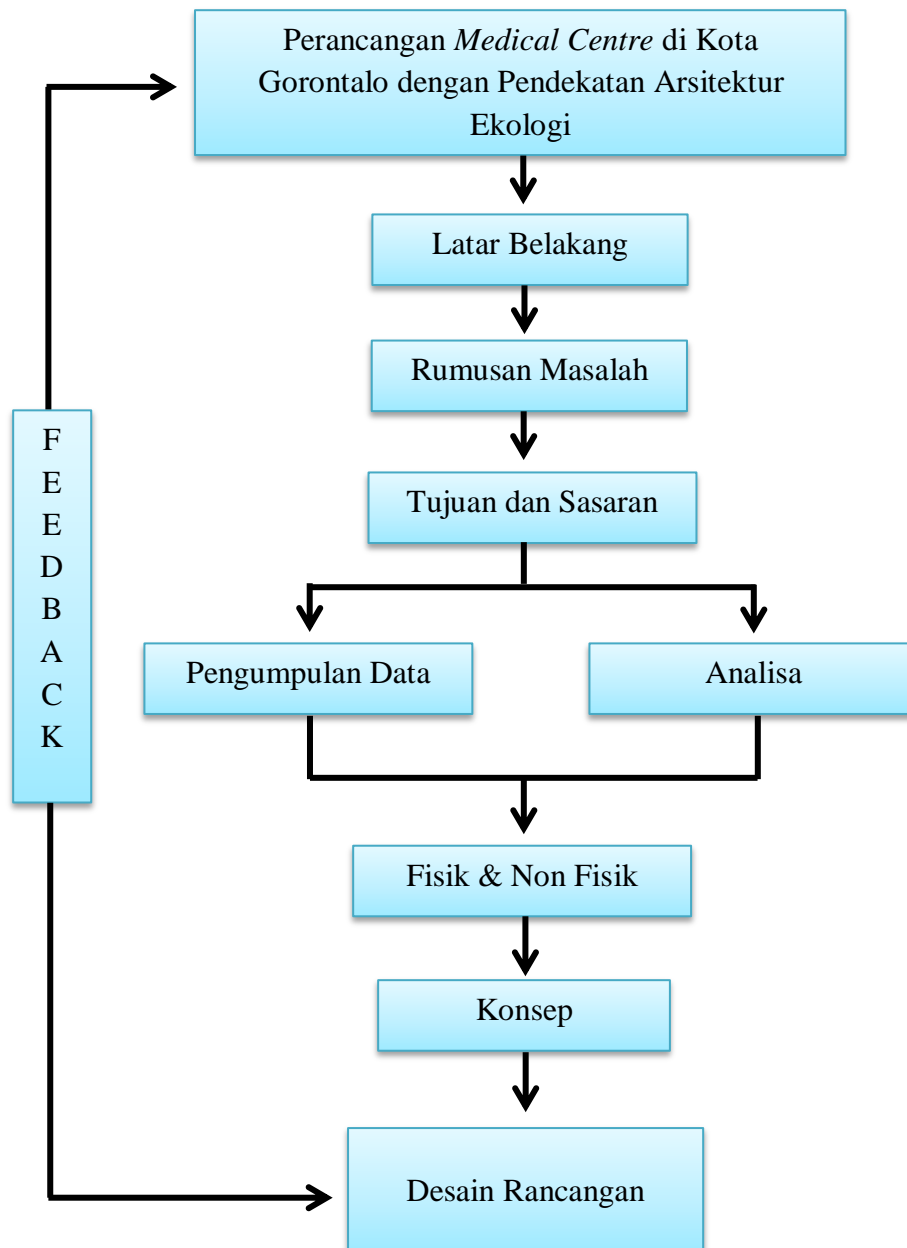 Perancangan Medical Centre di Kota
Gorontalo dengan Pendekatan Arsitektur
Ekologi
Latar Belakang
Rumusan Masalah
Tujuan dan Sasaran
Pengumpulan Data
Analisa
Fisik & Non Fisik
Konsep
Desain Rancangan
F
E
E
D
B
A
C
K